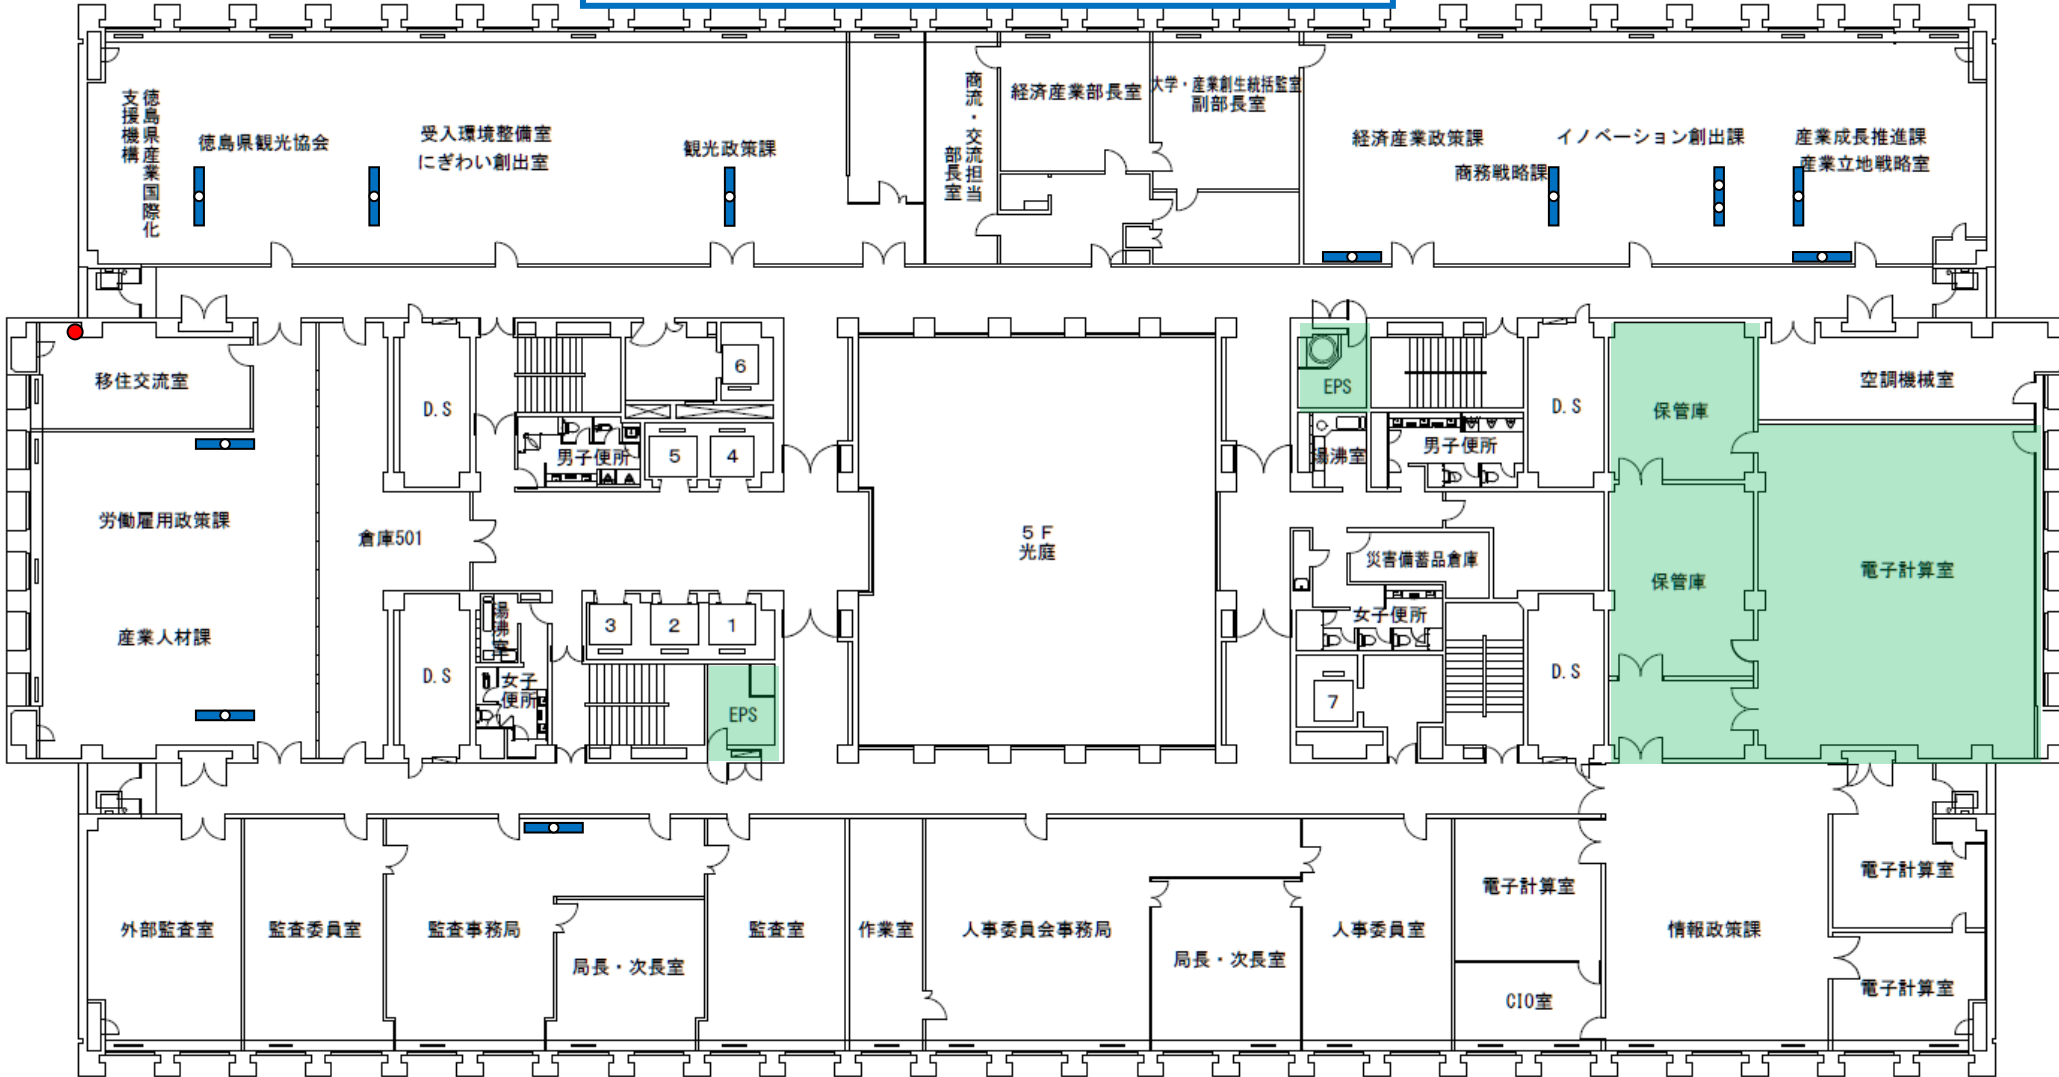 徳島県産業国際化
支援機構
徳島県観光協会
受入環境整備室
にぎわい創出室
観光政策課
商流・交流担当
部長室
経済産業部長室
大学・産業創生統括監室
副部長室
経済産業政策課
商務戦略課
イノベーション創出課
産業成長推進課
産業立地戦略室
移住交流室
D.S
6
EPS
D.S
保管庫
空調機械室
男子便所
5
4
湯沸室
男子便所
労働雇用政策課
倉庫501
5F
光庭
災害備蓄品倉庫
保管庫
電子計算室
産業人材課
湯沸室
3
2
1
女子便所
D.S
女子
便所
EPS
7
D.S
外部監査室
監査委員室
監査事務局
局長・次長室
監査室
作業室
人事委員会事務局
局長・次長室
人事委員室
電子計算室
CIO室
情報政策課
電子計算室
電子計算室